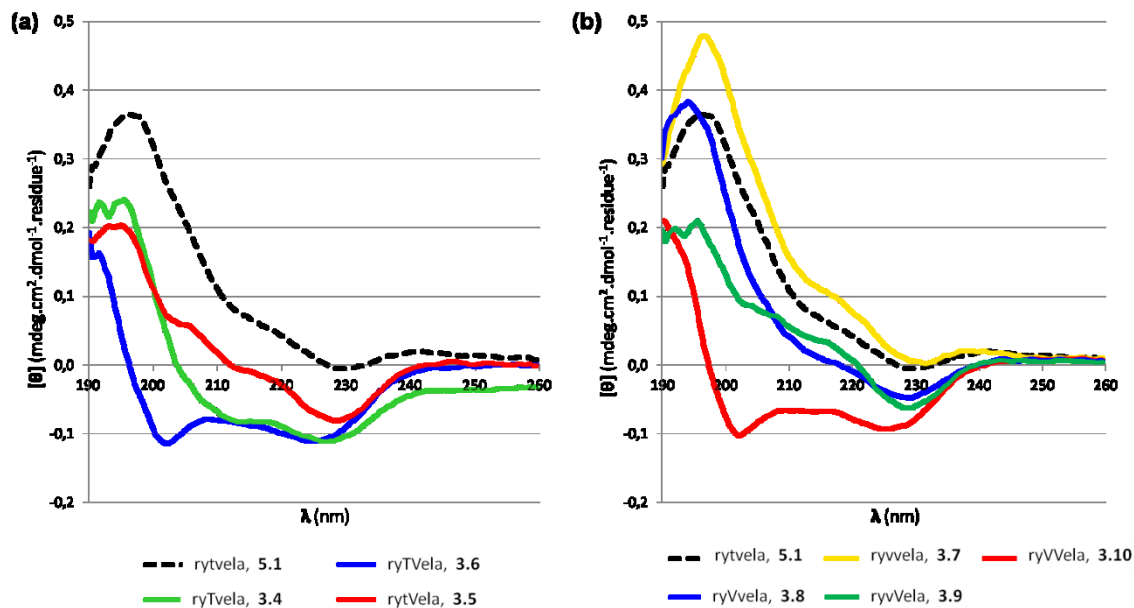 (a)
0,5
0,4
0,3
0,2
0,1
0,0
-0,1
-0,2
[θ] (mdeg.cm².dmol⁻¹.residue⁻¹)
190 200 210 220 230 240 250 260
λ (nm)
rytvela, 5.1
ryTVela, 3.6
ryTvela, 3.4
rytVela, 3.5
(b)
0,5
0,4
0,3
0,2
0,1
0,0
-0,1
-0,2
[θ] (mdeg.cm².dmol⁻¹.residue⁻¹)
190 200 210 220 230 240 250 260
λ (nm)
rytvela, 5.1
ryvvela, 3.7
ryVVela, 3.10
ryVvela, 3.8
ryvVela, 3.9